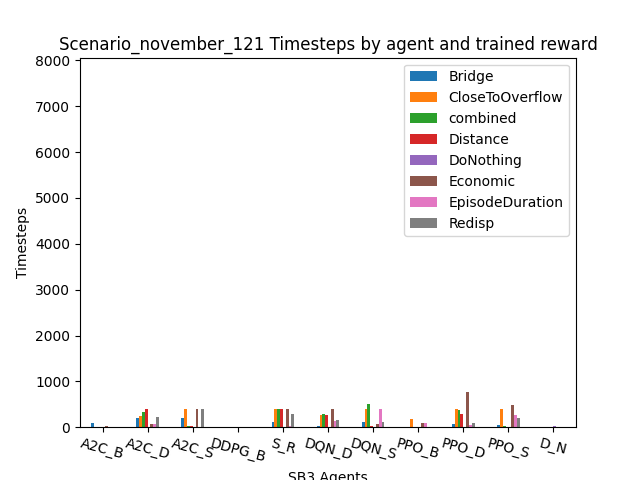 Scenario_november_121 Timesteps by agent and trained reward
8000
7000
6000
5000
4000
3000
2000
1000
0
Timesteps
Bridge
CloseToOverflow
combined
Distance
DoNothing
Economic
EpisodeDuration
Redisp
A2C_B
A2C_D
A2C_S
DDPG_B
S_R
DQN_D
DQN_S
PPO_B
PPO_D
PPO_S
D_N
SB3 Agents